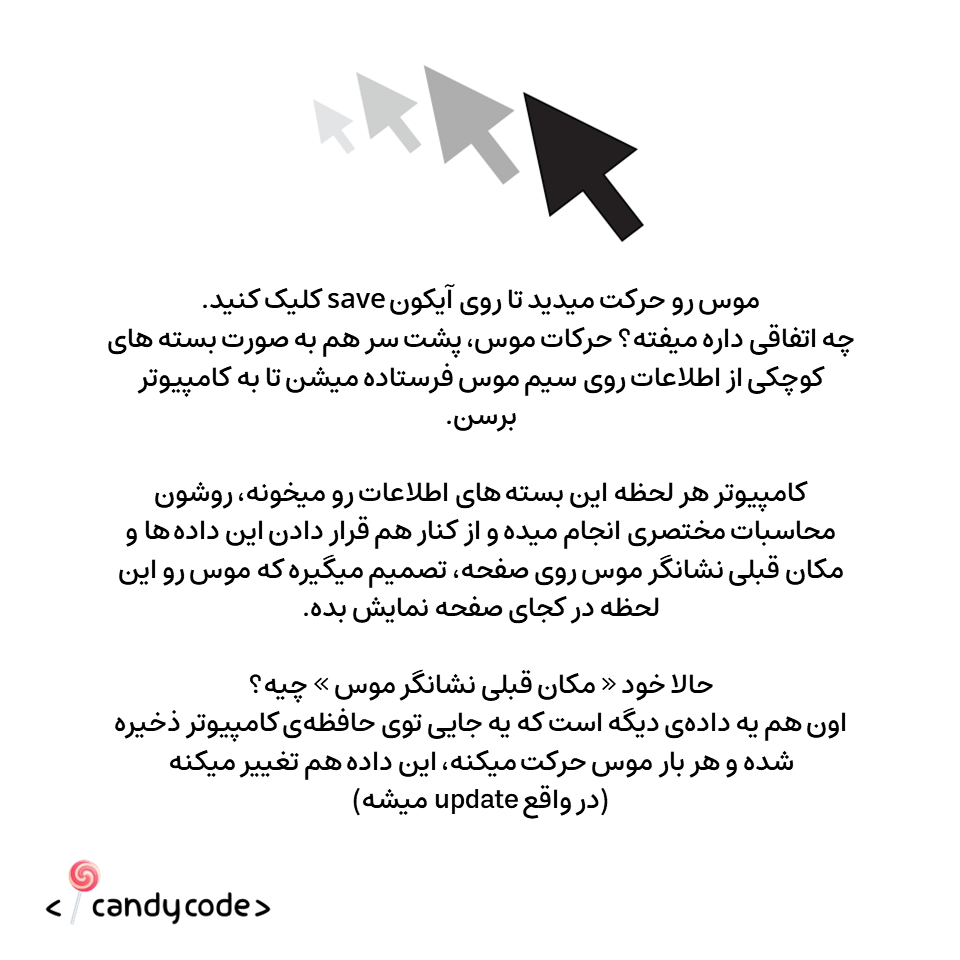 موس رو حرکت میدید تا روی آیکون save کلیک کنید.
چه اتفاقی داره میفته؟ حرکات موس، پشت سر هم به صورت بسته های
کوچکی از اطلاعات روی سیم موس فرستاده میشن تا به کامپیوتر
برسن.
کامپیوتر هر لحظه این بسته های اطلاعات رو میخونه، روشون
محاسبات مختصری انجام میده و از کنار هم قرار دادن این داده ها و
مکان قبلی نشانگر موس روی صفحه، تصمیم میگیره که موس رو این
لحظه در کجای صفحه نمایش بده.
حالا خود « مکان قبلی نشانگر موس » چیه؟
اون هم یه داده‌ی دیگه است که یه جایی توی حافظه‌ی کامپیوتر ذخیره
شده و هر بار موس حرکت میکنه، این داده هم تغییر میکنه
(در واقع update میشه)
< candycode>